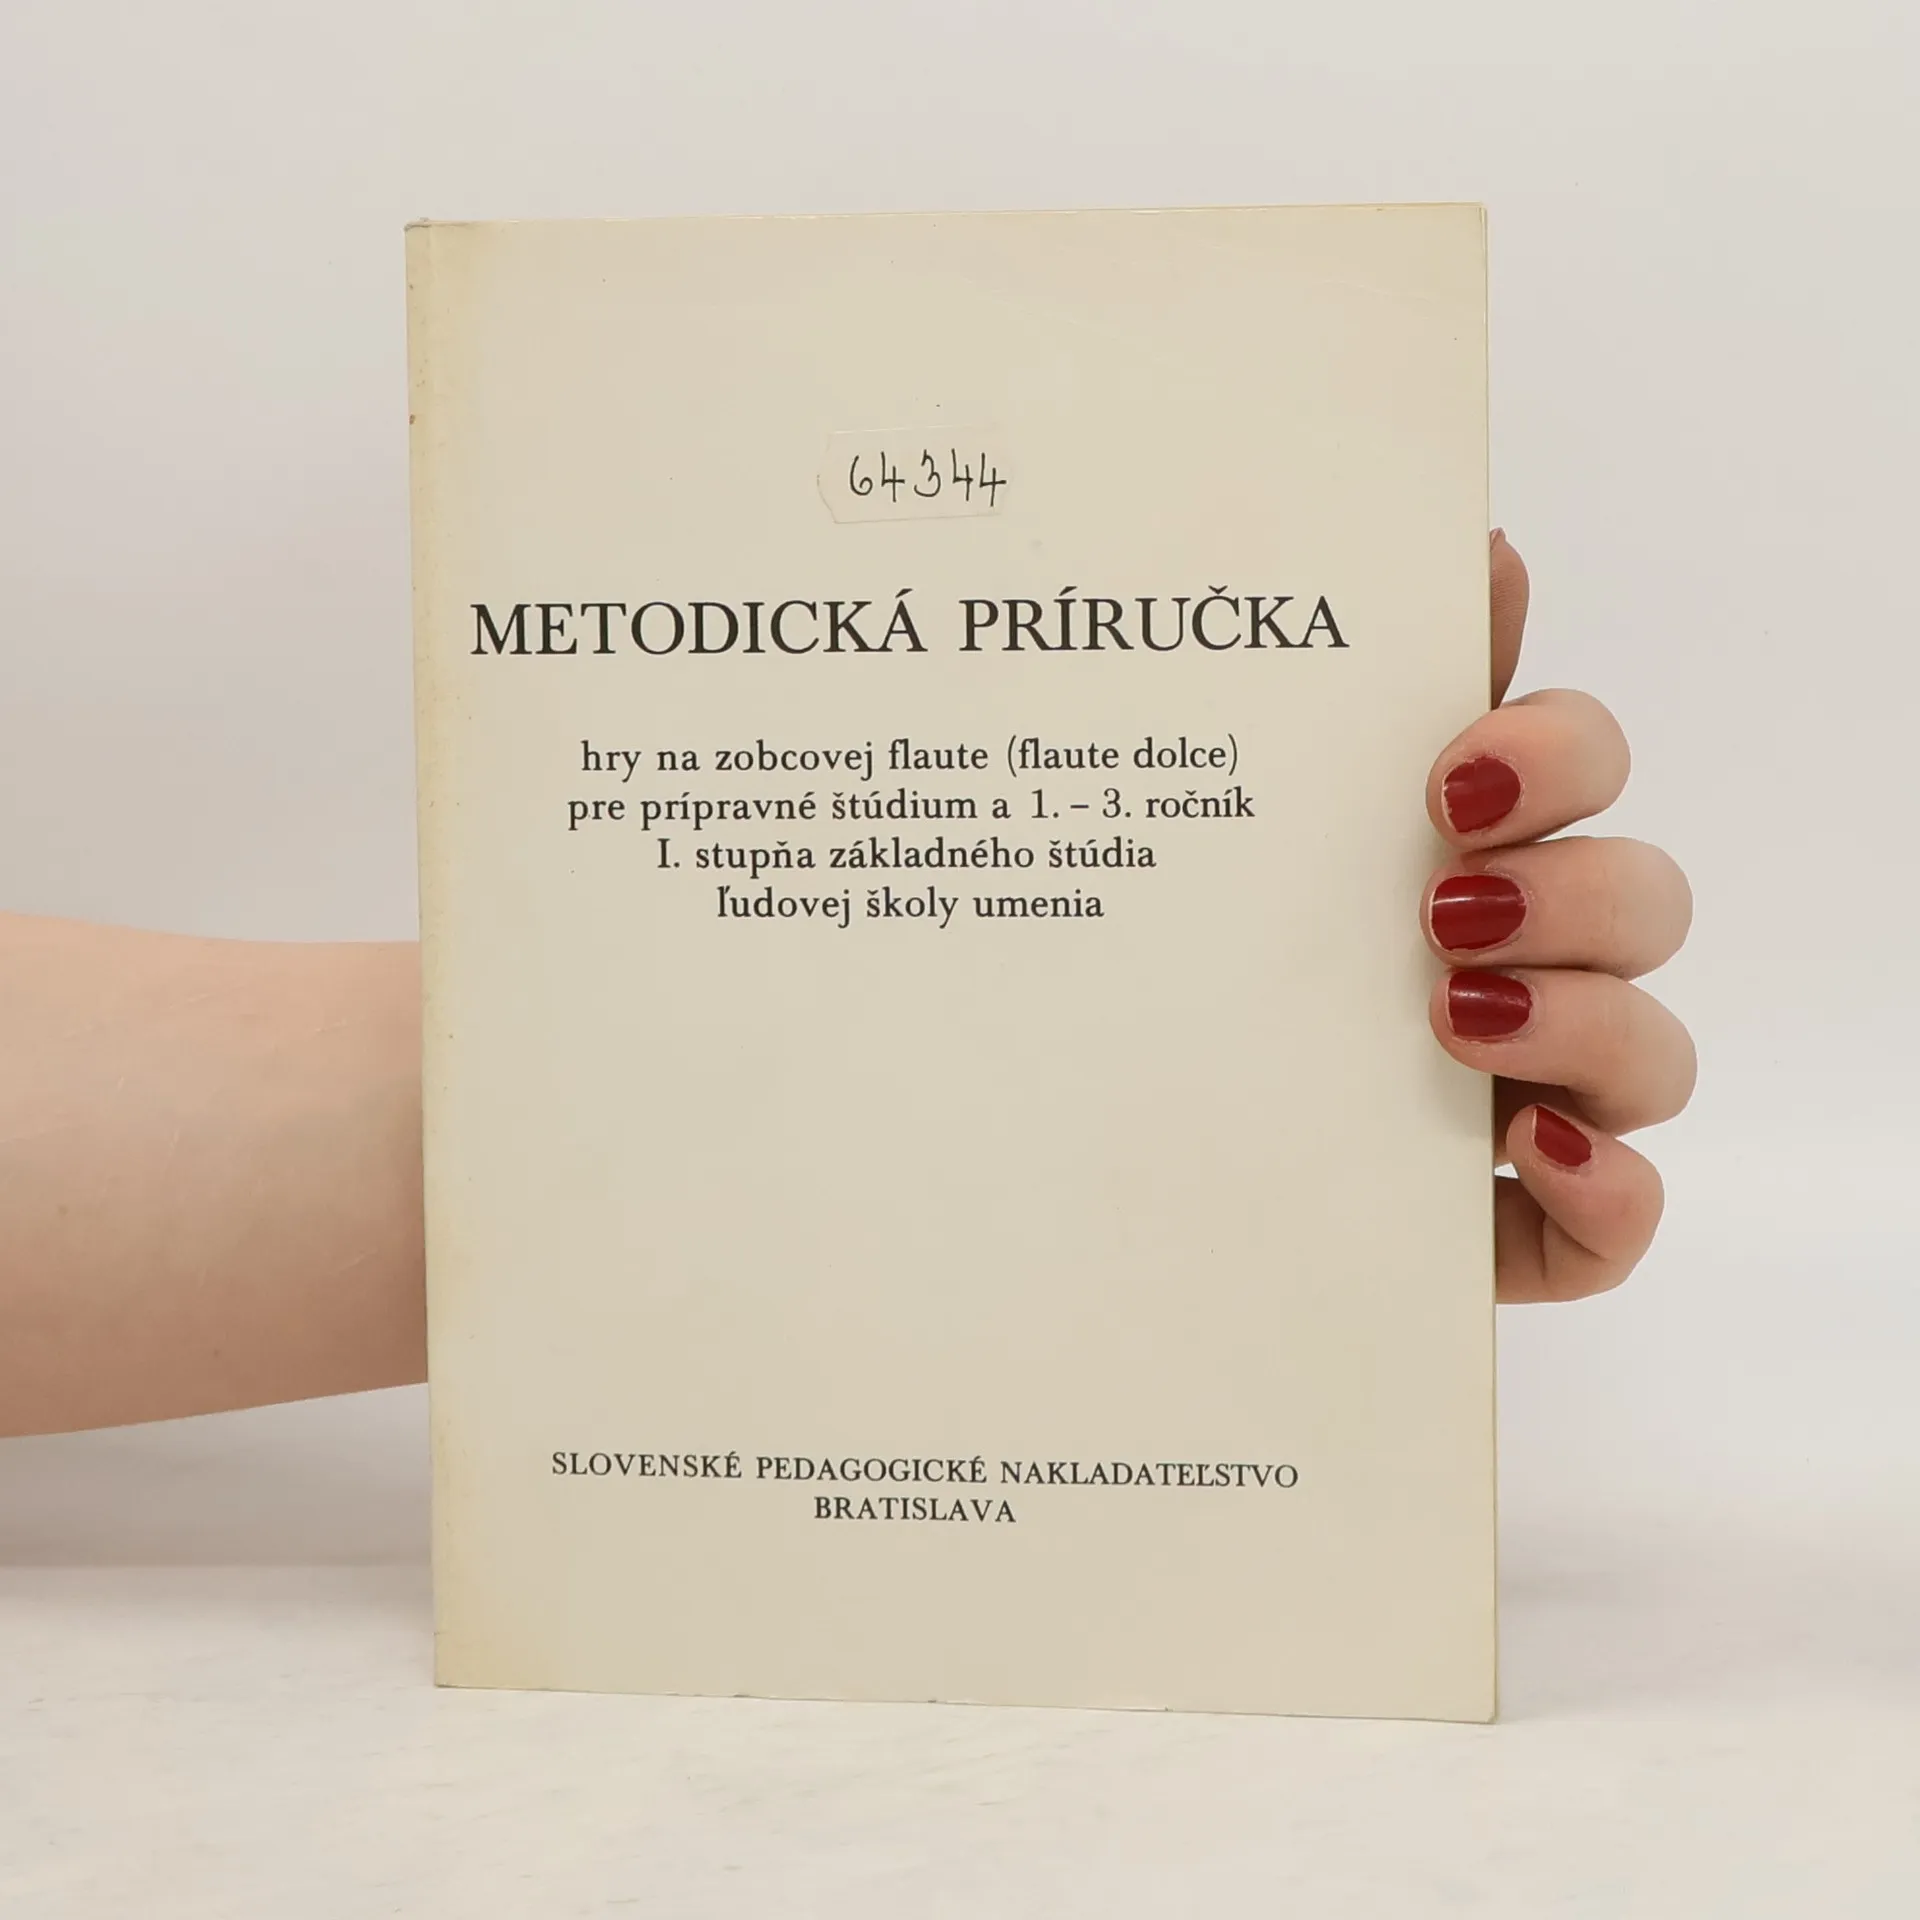 64344
METODICKÁ PRÍRUČKA
hry na zobcovej flaute (flaute dolce)
pre prípravné štúdium a 1. – 3. ročník
I. stupňa základného štúdia
ľudovej školy umenia
SLOVENSKÉ PEDAGOGICKÉ NAKLADATEĽSTVO
BRATISLAVA